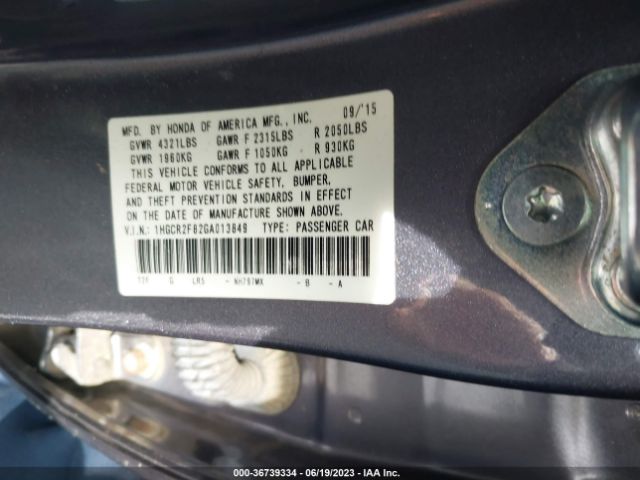 MFD. BY HONDA OF AMERICA MFG., INC. 09/'15
GVWR 4321LBS GAWR F 2315LBS R 2050LBS
GVWR 1960KG GAWR F 1050KG R 930KG
THIS VEHICLE CONFORMS TO ALL APPLICABLE
FEDERAL MOTOR VEHICLE SAFETY, BUMPER,
AND THEFT PREVENTION STANDARDS IN EFFECT
ON THE DATE OF MANUFACTURE SHOWN ABOVE.
V.I.N.: 1HGCR2F82GA013849 TYPE: PASSENGER CAR
G LR5 - NH797MX - B - A
000-36739334 - 06/19/2023 - IAA Inc.